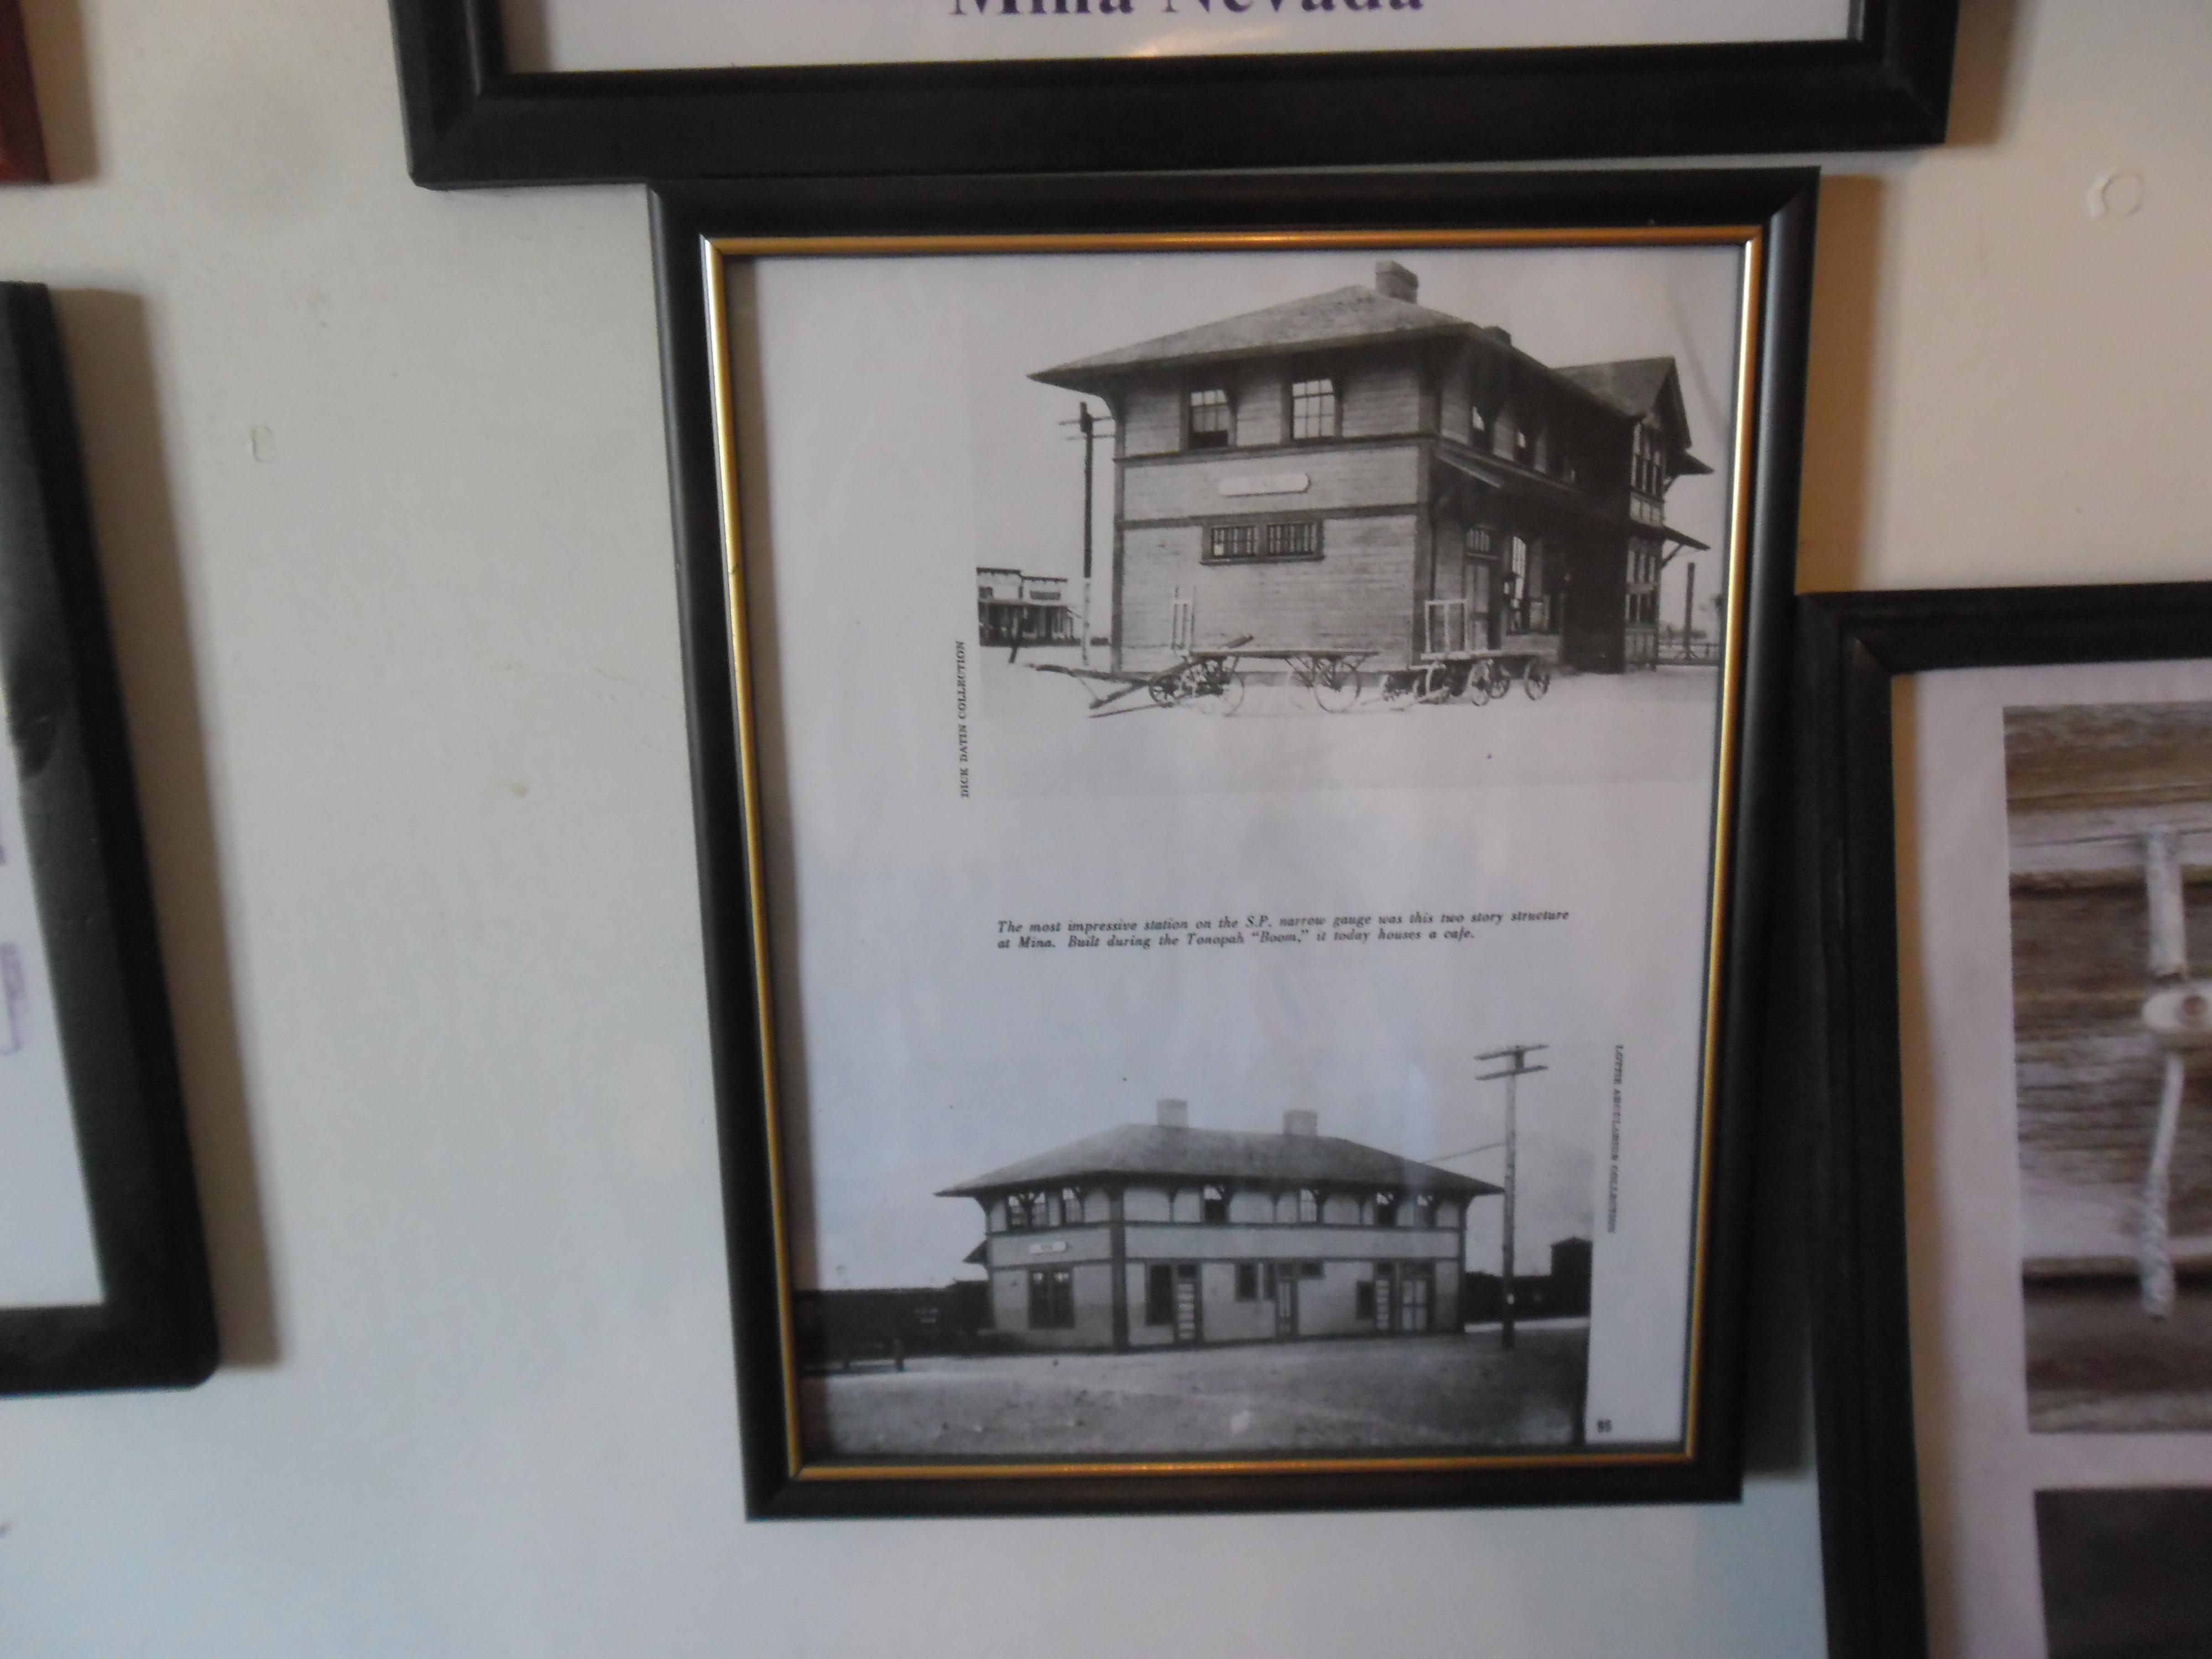 Mina Nevada
DICK DATIN COLLECTION
The most impressive station on the S.P. narrow gauge was this two story structure
at Mina. Built during the Tonopah "Boom," it today houses a cafe.
COLLECTION